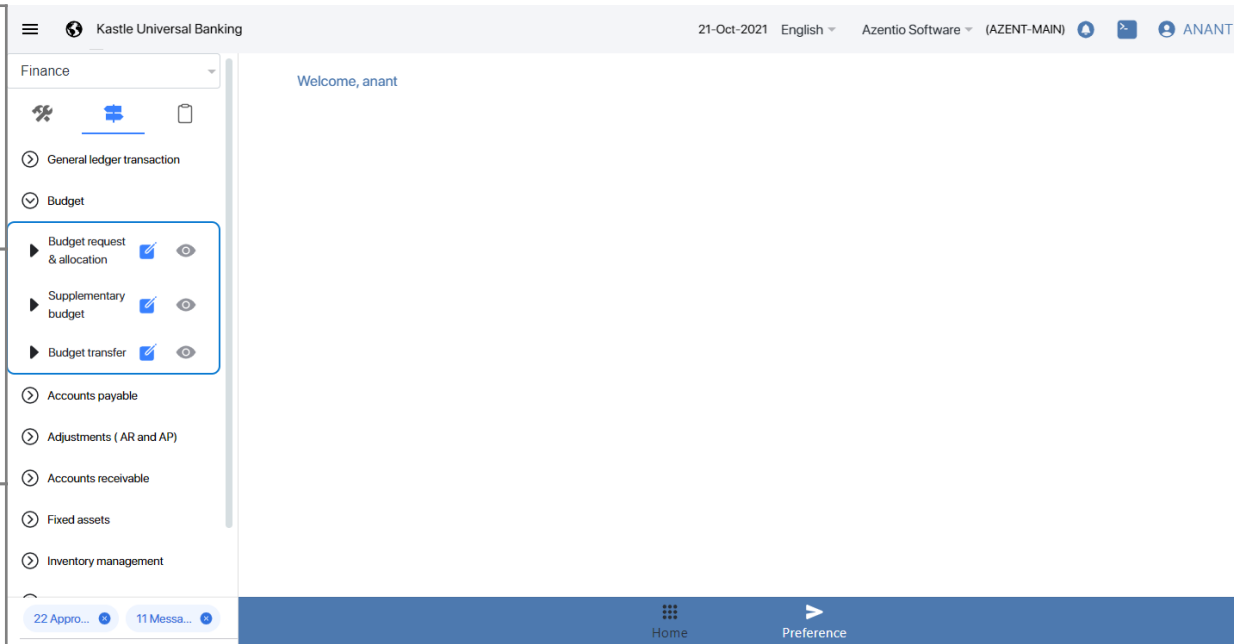 Kastle Universal Banking
21-Oct-2021 English Azentio Software (AZENT-MAIN) ANANT
Finance
Welcome, anant
General ledger transaction
Budget
Budget request
& allocation
Supplementary
budget
Budget transfer
Accounts payable
Adjustments ( AR and AP)
Accounts receivable
Fixed assets
Inventory management
22 Appro... 11 Messa...
Home Preference